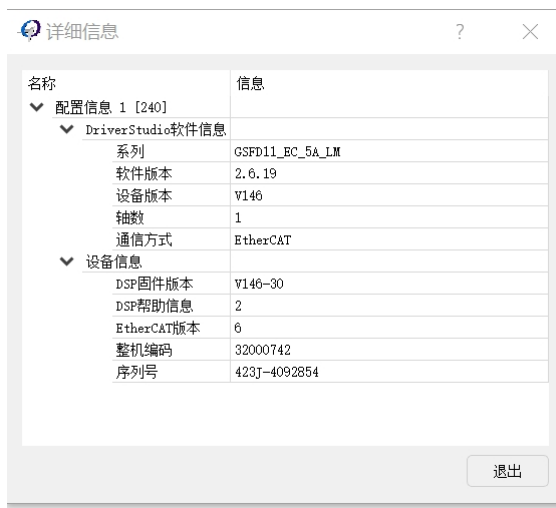 详细信息
?
名称 信息
配置信息 1 [240]
DriverStudio软件信息
系列 GSFD11_EC_5A_LM
软件版本 2.6.19
设备版本 V146
轴数 1
通信方式 EtherCAT
设备信息
DSP固件版本 V146-30
DSP帮助信息 2
EtherCAT版本 6
整机编码 32000742
序列号 423J-4092854
退出